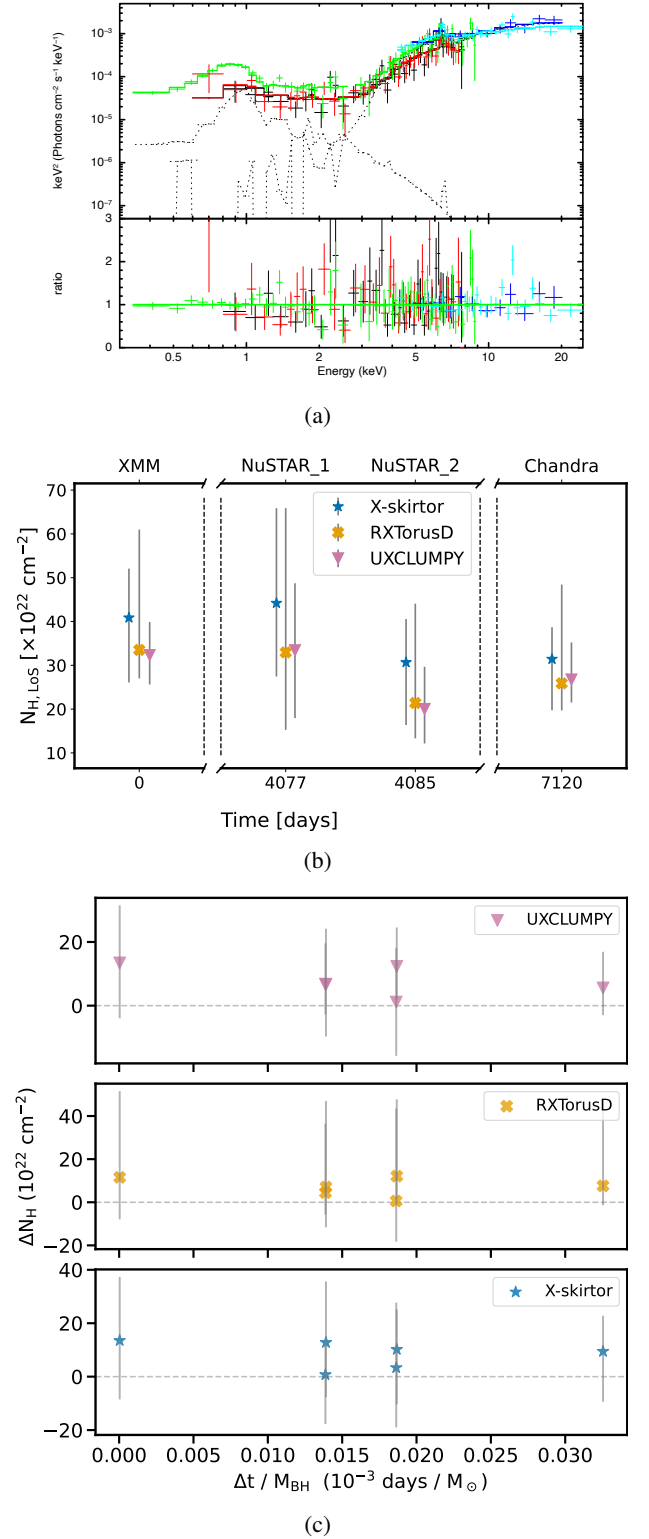 10⁻³
10⁻⁴
10⁻⁵
10⁻⁶
10⁻⁷
keV² (Photons cm⁻² s⁻¹ keV⁻¹)
3
2
1
0
ratio
0.5 1 2 5 10 20
Energy (keV)
(a)
XMM NuSTAR_1 NuSTAR_2 Chandra
70
60
50
40
30
20
10
N_H, LoS [×10²² cm⁻²]
X-skirtor
RXTorusD
UXCLUMPY
0 4077 4085 7120
Time [days]
(b)
UXCLUMPY
20
0
RXTorusD
40
20
0
−20
ΔN_H (10²² cm⁻²)
X-skirtor
40
20
0
−20
0.000 0.005 0.010 0.015 0.020 0.025 0.030
Δt / M_BH (10⁻³ days / M_⊙)
(c)